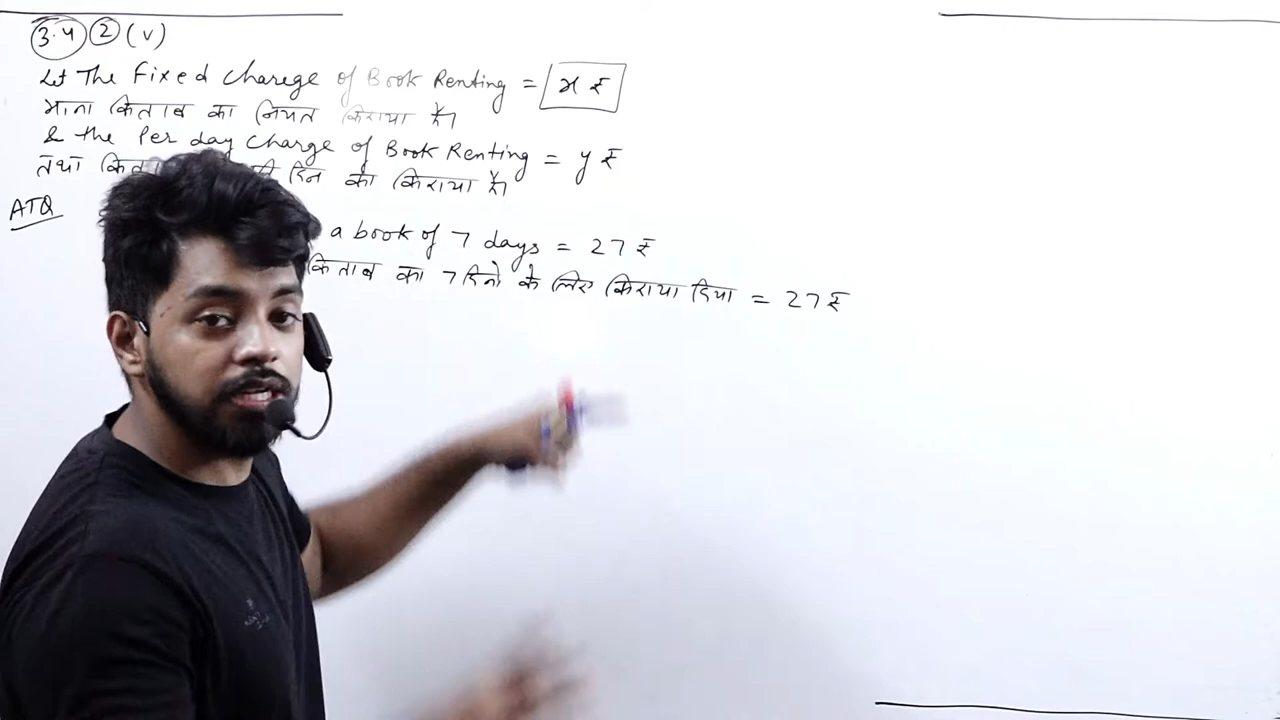 3.4 2 (v)
Let The Fixed Charege of Book Renting = x ₹
माना किताब का नियत किराया है।
& the Per day Charge of Book Renting = y ₹
तथा दिन का किराया है।
ATQ
a book of 7 days = 27 ₹
किताब का 7 दिनो के लिए किराया दिया = 27 ₹